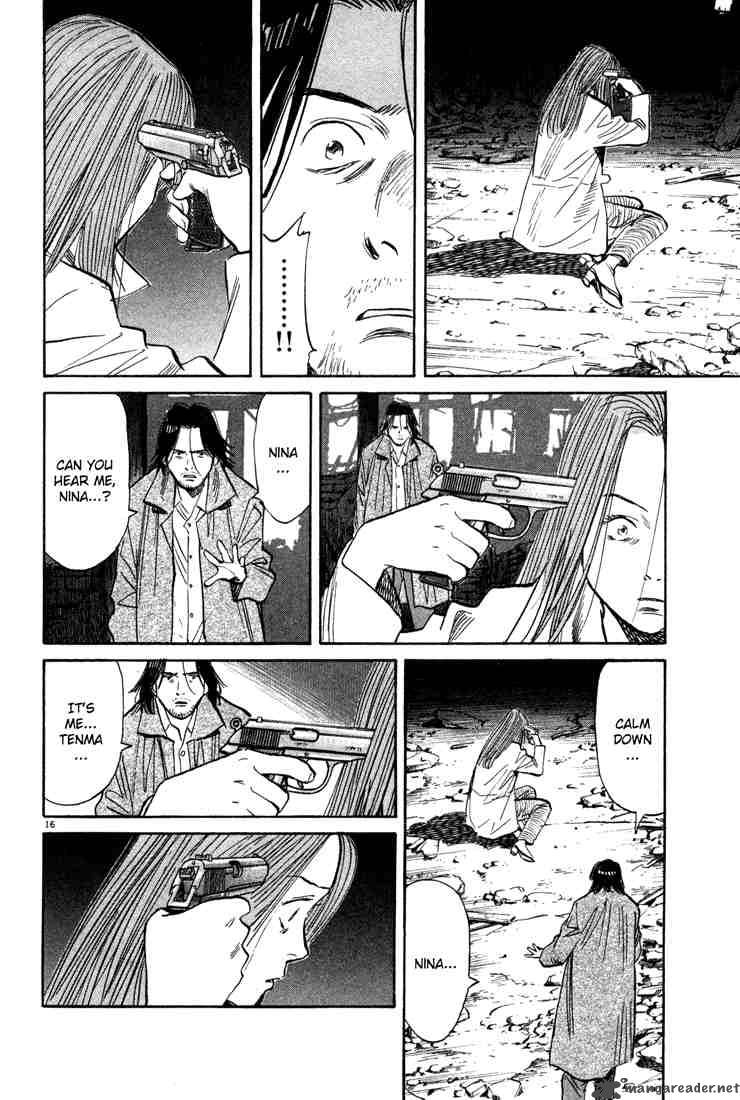 ......!!
NINA
...
CAN YOU
HEAR ME,
NINA...?
CALM
DOWN
...
NINA...
IT'S
ME...
TENMA
...
16
mangareader.net